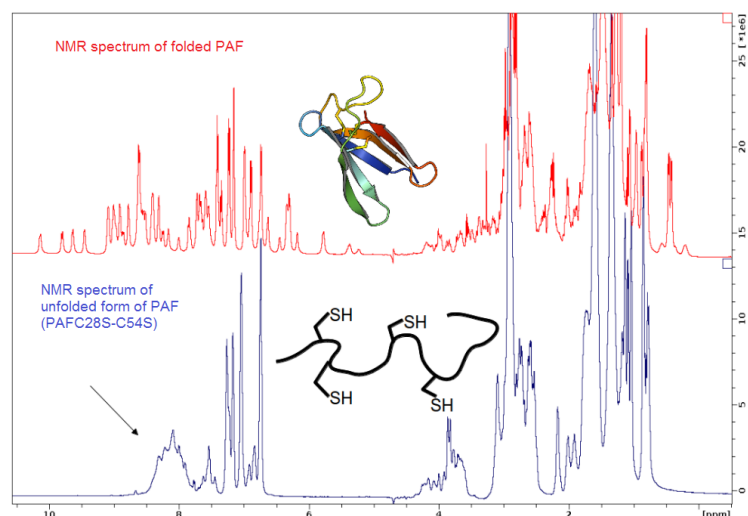 NMR spectrum of folded PAF
25 [*1e6]
20
15
NMR spectrum of
unfolded form of PAF
(PAFC28S-C54S)
SH
SH
SH
SH
10
5
0
10
8
6
4
2
[ppm]